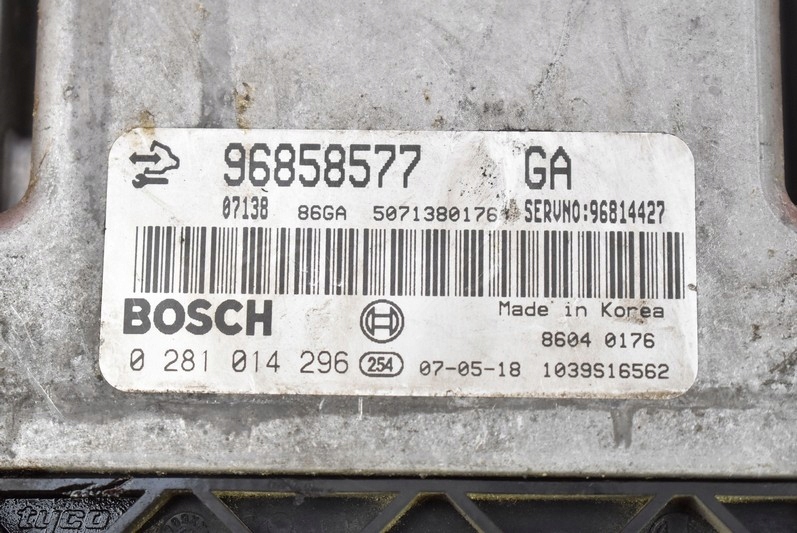 96858577 GA
07138 86GA 5071380176 SERVNO:96814427
BOSCH Made in Korea
8604 0176
0 281 014 296 254 07-05-18 1039S16562
tyco